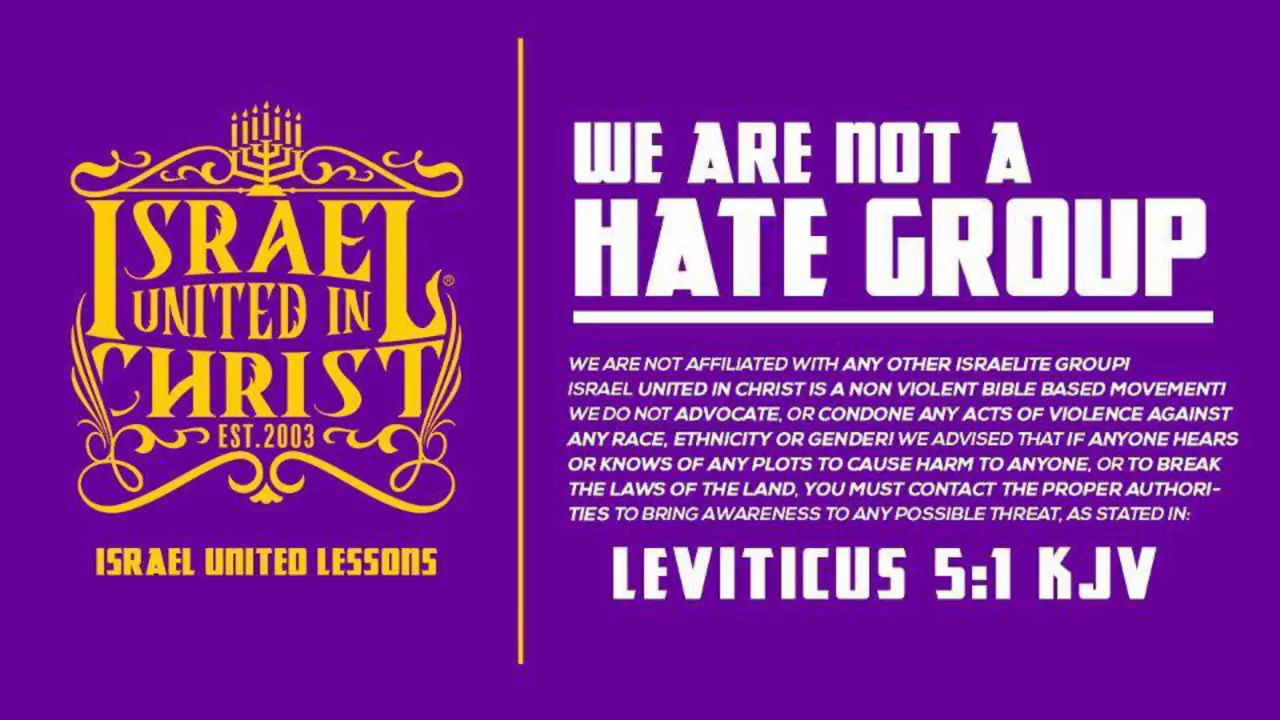 ISRAEL
UNITED IN
CHRIST
®
EST.2003
ISRAEL UNITED LESSONS
WE ARE NOT A
HATE GROUP
WE ARE NOT AFFILIATED WITH ANY OTHER ISRAELITE GROUP!
ISRAEL UNITED IN CHRIST IS A NON VIOLENT BIBLE BASED MOVEMENT!
WE DO NOT ADVOCATE, OR CONDONE ANY ACTS OF VIOLENCE AGAINST
ANY RACE, ETHNICITY OR GENDER! WE ADVISED THAT IF ANYONE HEARS
OR KNOWS OF ANY PLOTS TO CAUSE HARM TO ANYONE, OR TO BREAK
THE LAWS OF THE LAND, YOU MUST CONTACT THE PROPER AUTHORI-
TIES TO BRING AWARENESS TO ANY POSSIBLE THREAT, AS STATED IN:
LEVITICUS 5:1 KJV